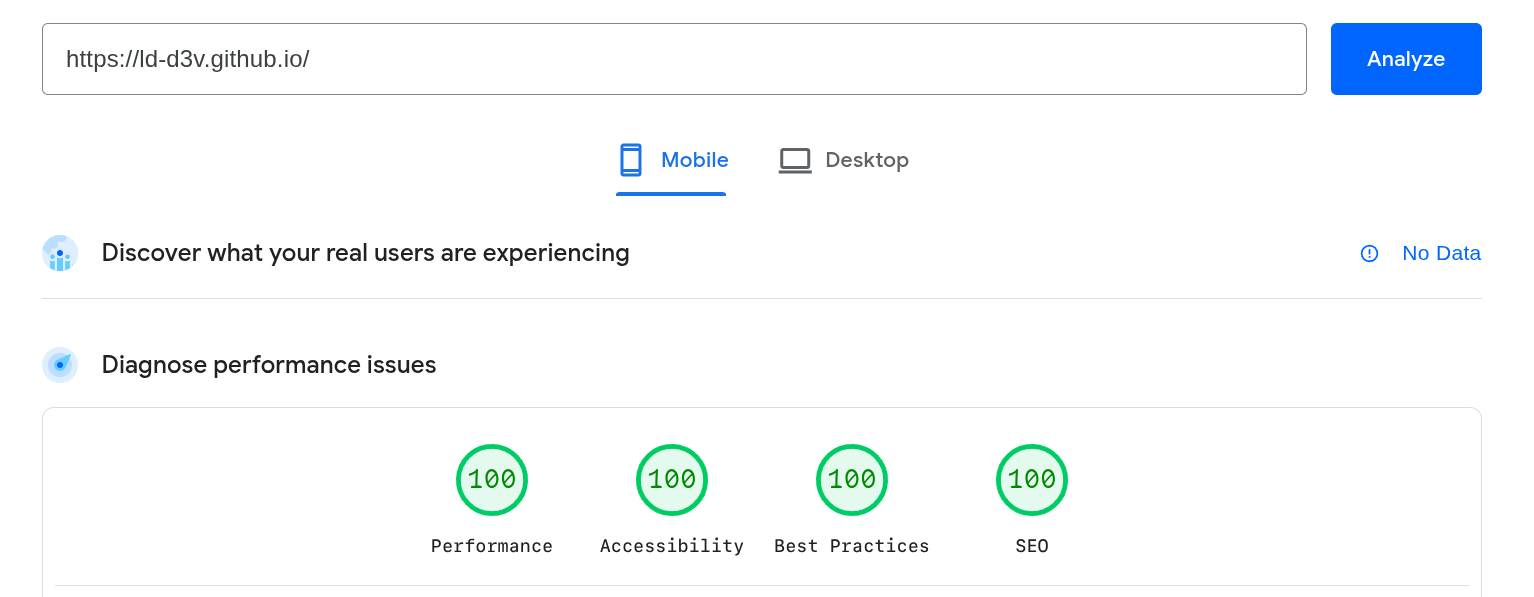 https://ld-d3v.github.io/
Analyze
Mobile
Desktop
Discover what your real users are experiencing
No Data
Diagnose performance issues
100
100
100
100
Performance
Accessibility
Best Practices
SEO